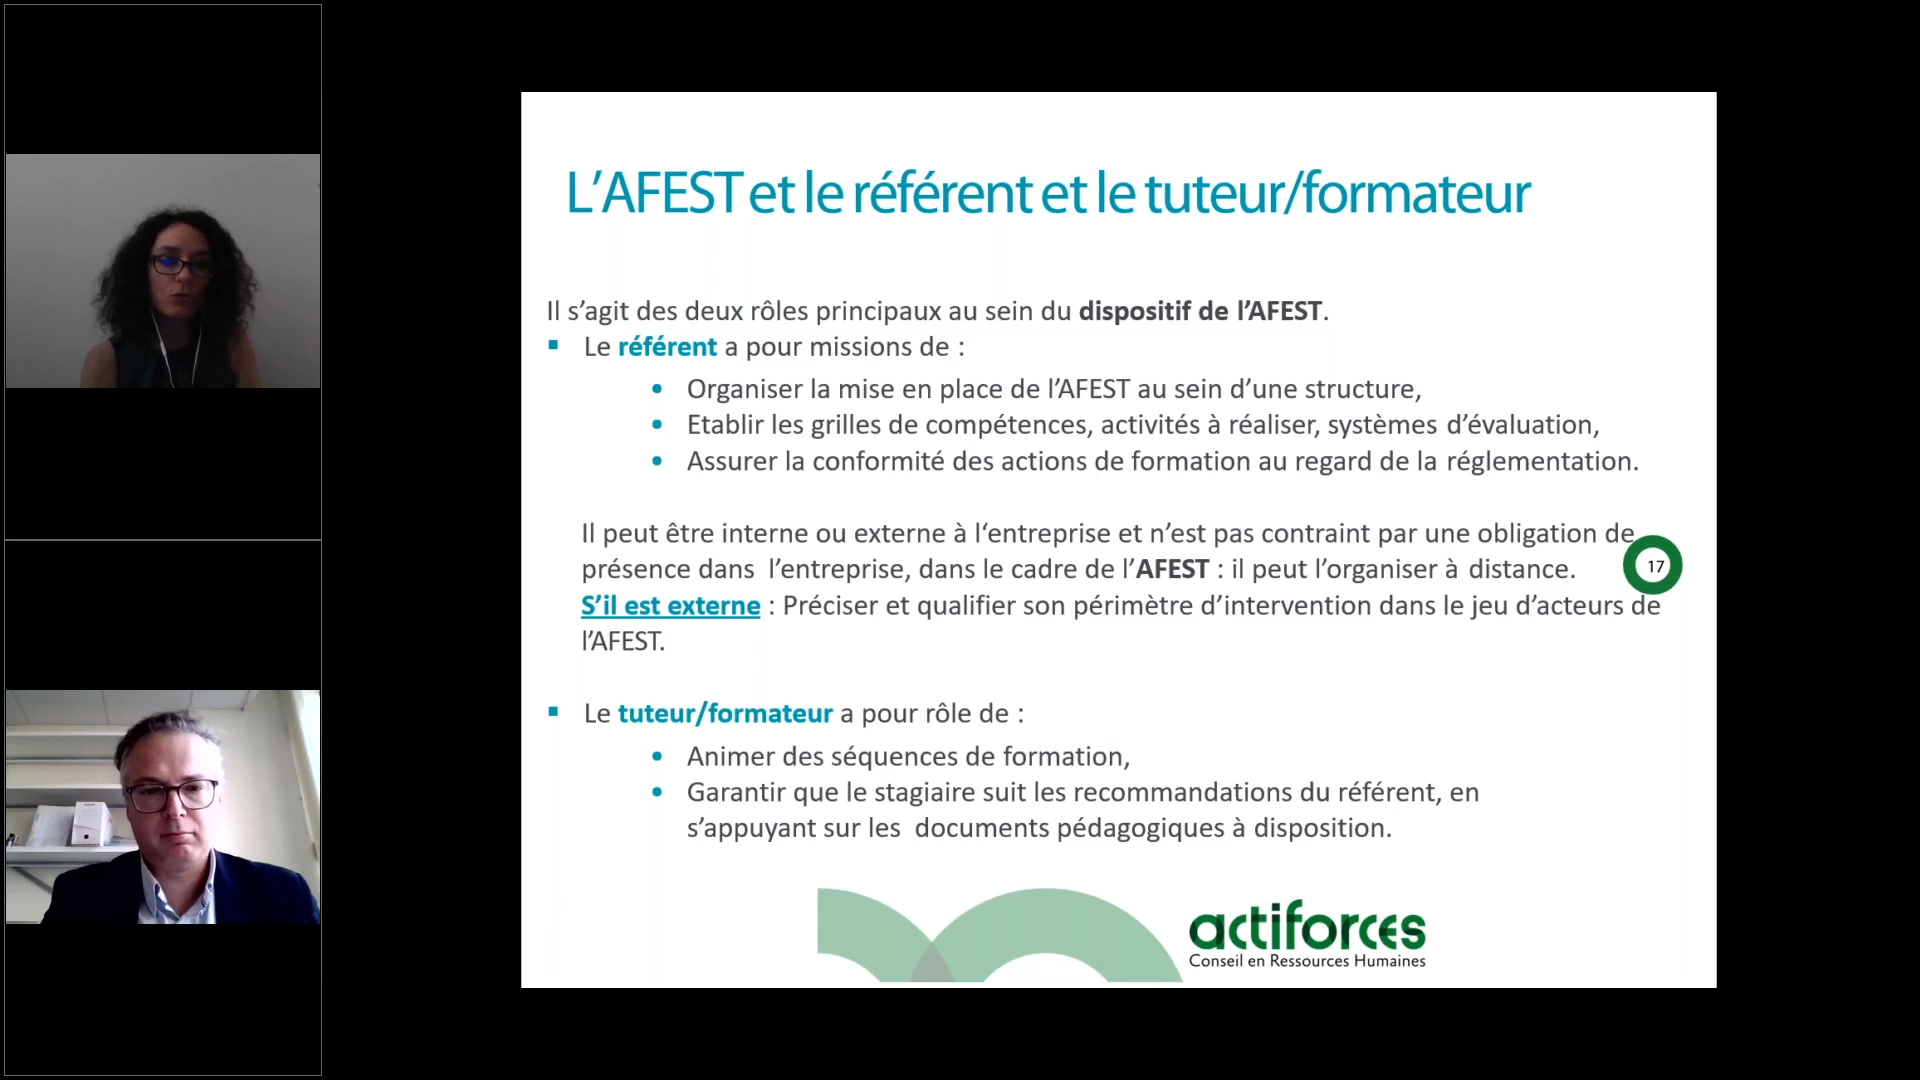 L’AFEST et le référent et le tuteur/formateur
Il s’agit des deux rôles principaux au sein du dispositif de l’AFEST.
Le référent a pour missions de :
Organiser la mise en place de l’AFEST au sein d’une structure,
Etablir les grilles de compétences, activités à réaliser, systèmes d’évaluation,
Assurer la conformité des actions de formation au regard de la réglementation.
Il peut être interne ou externe à l‘entreprise et n’est pas contraint par une obligation de
présence dans l’entreprise, dans le cadre de l’AFEST : il peut l’organiser à distance.
17
S’il est externe : Préciser et qualifier son périmètre d’intervention dans le jeu d’acteurs de
l’AFEST.
Le tuteur/formateur a pour rôle de :
Animer des séquences de formation,
Garantir que le stagiaire suit les recommandations du référent, en
s’appuyant sur les documents pédagogiques à disposition.
actiforces
Conseil en Ressources Humaines